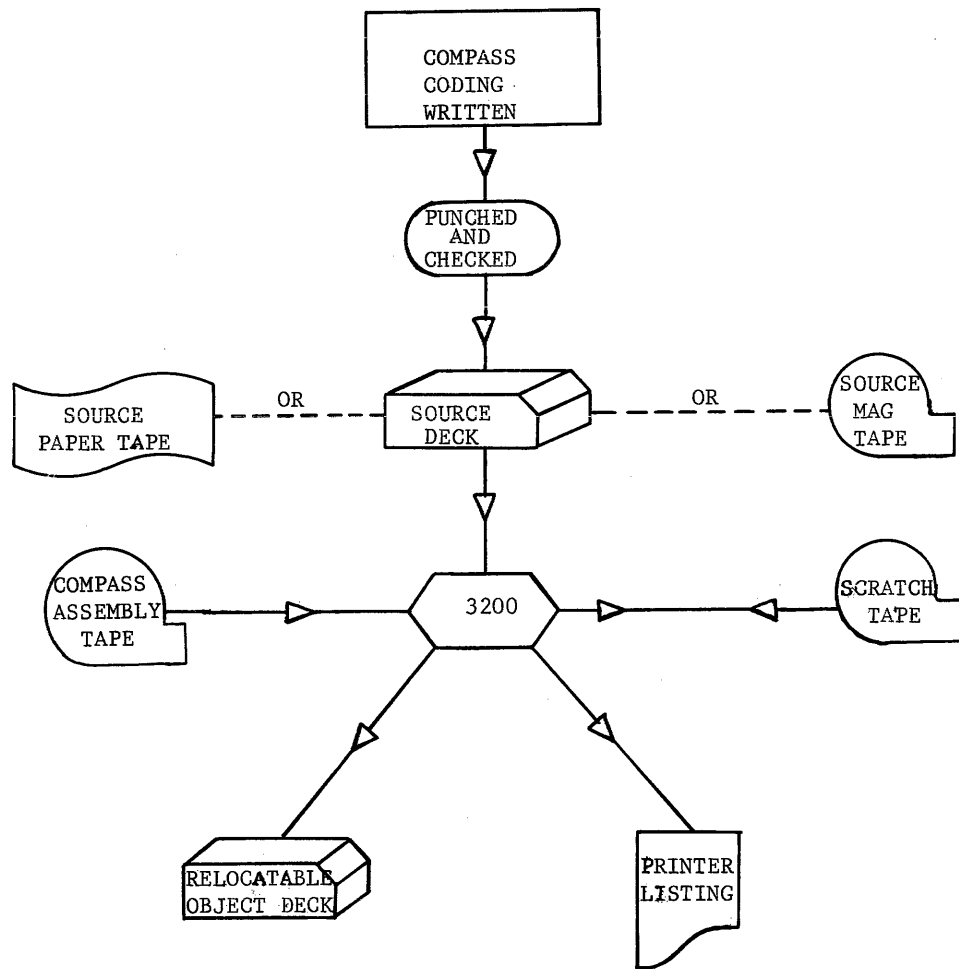 COMPASS
CODING
WRITTEN
PUNCHED
AND
CHECKED
SOURCE
PAPER TAPE
OR
SOURCE
DECK
OR
SOURCE
MAG
TAPE
COMPASS
ASSEMBLY
TAPE
3200
SCRATCH
TAPE
RELOCATABLE
OBJECT DECK
PRINTER
LISTING